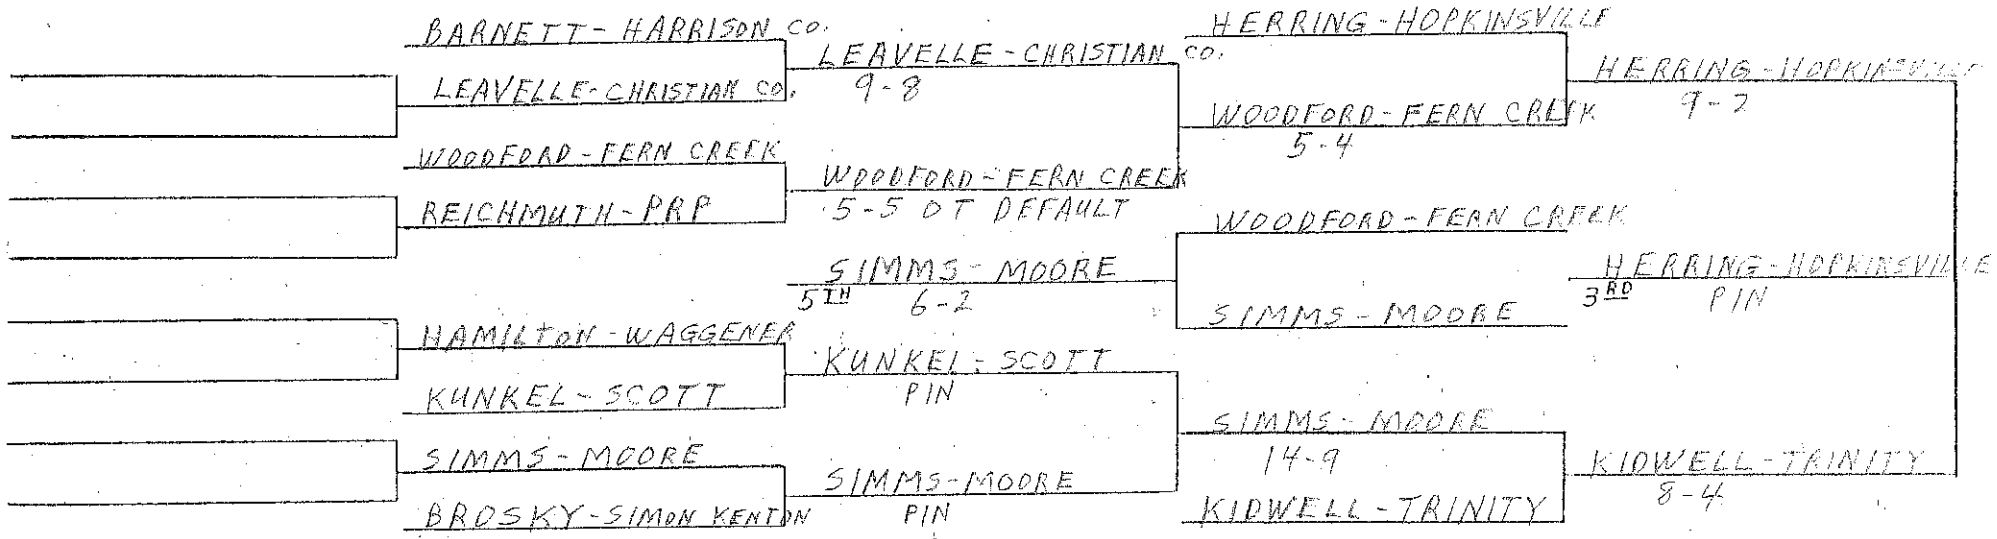 BARNETT - HARRISON CO.
LEAVELLE - CHRISTIAN CO.
WOODFORD - FERN CREEK
REICHMUTH - PRP
HAMILTON - WAGGENER
KUNKEL - SCOTT
SIMMS - MOORE
BROSKY - SIMON KENTON
LEAVELLE - CHRISTIAN CO.
9-8
WOODFORD - FERN CREEK
5-5 OT DEFAULT
SIMMS - MOORE
5TH 6-2
KUNKEL - SCOTT
PIN
SIMMS - MOORE
PIN
HERRING - HOPKINSVILLE
WOODFORD - FERN CREEK
5-4
WOODFORD - FERN CREEK
SIMMS - MOORE
SIMMS - MOORE
14-9
KIDWELL - TRINITY
HERRING - HOPKINSVILLE
9-2
HERRING - HOPKINSVILLE
3RD PIN
KIDWELL - TRINITY
8-4